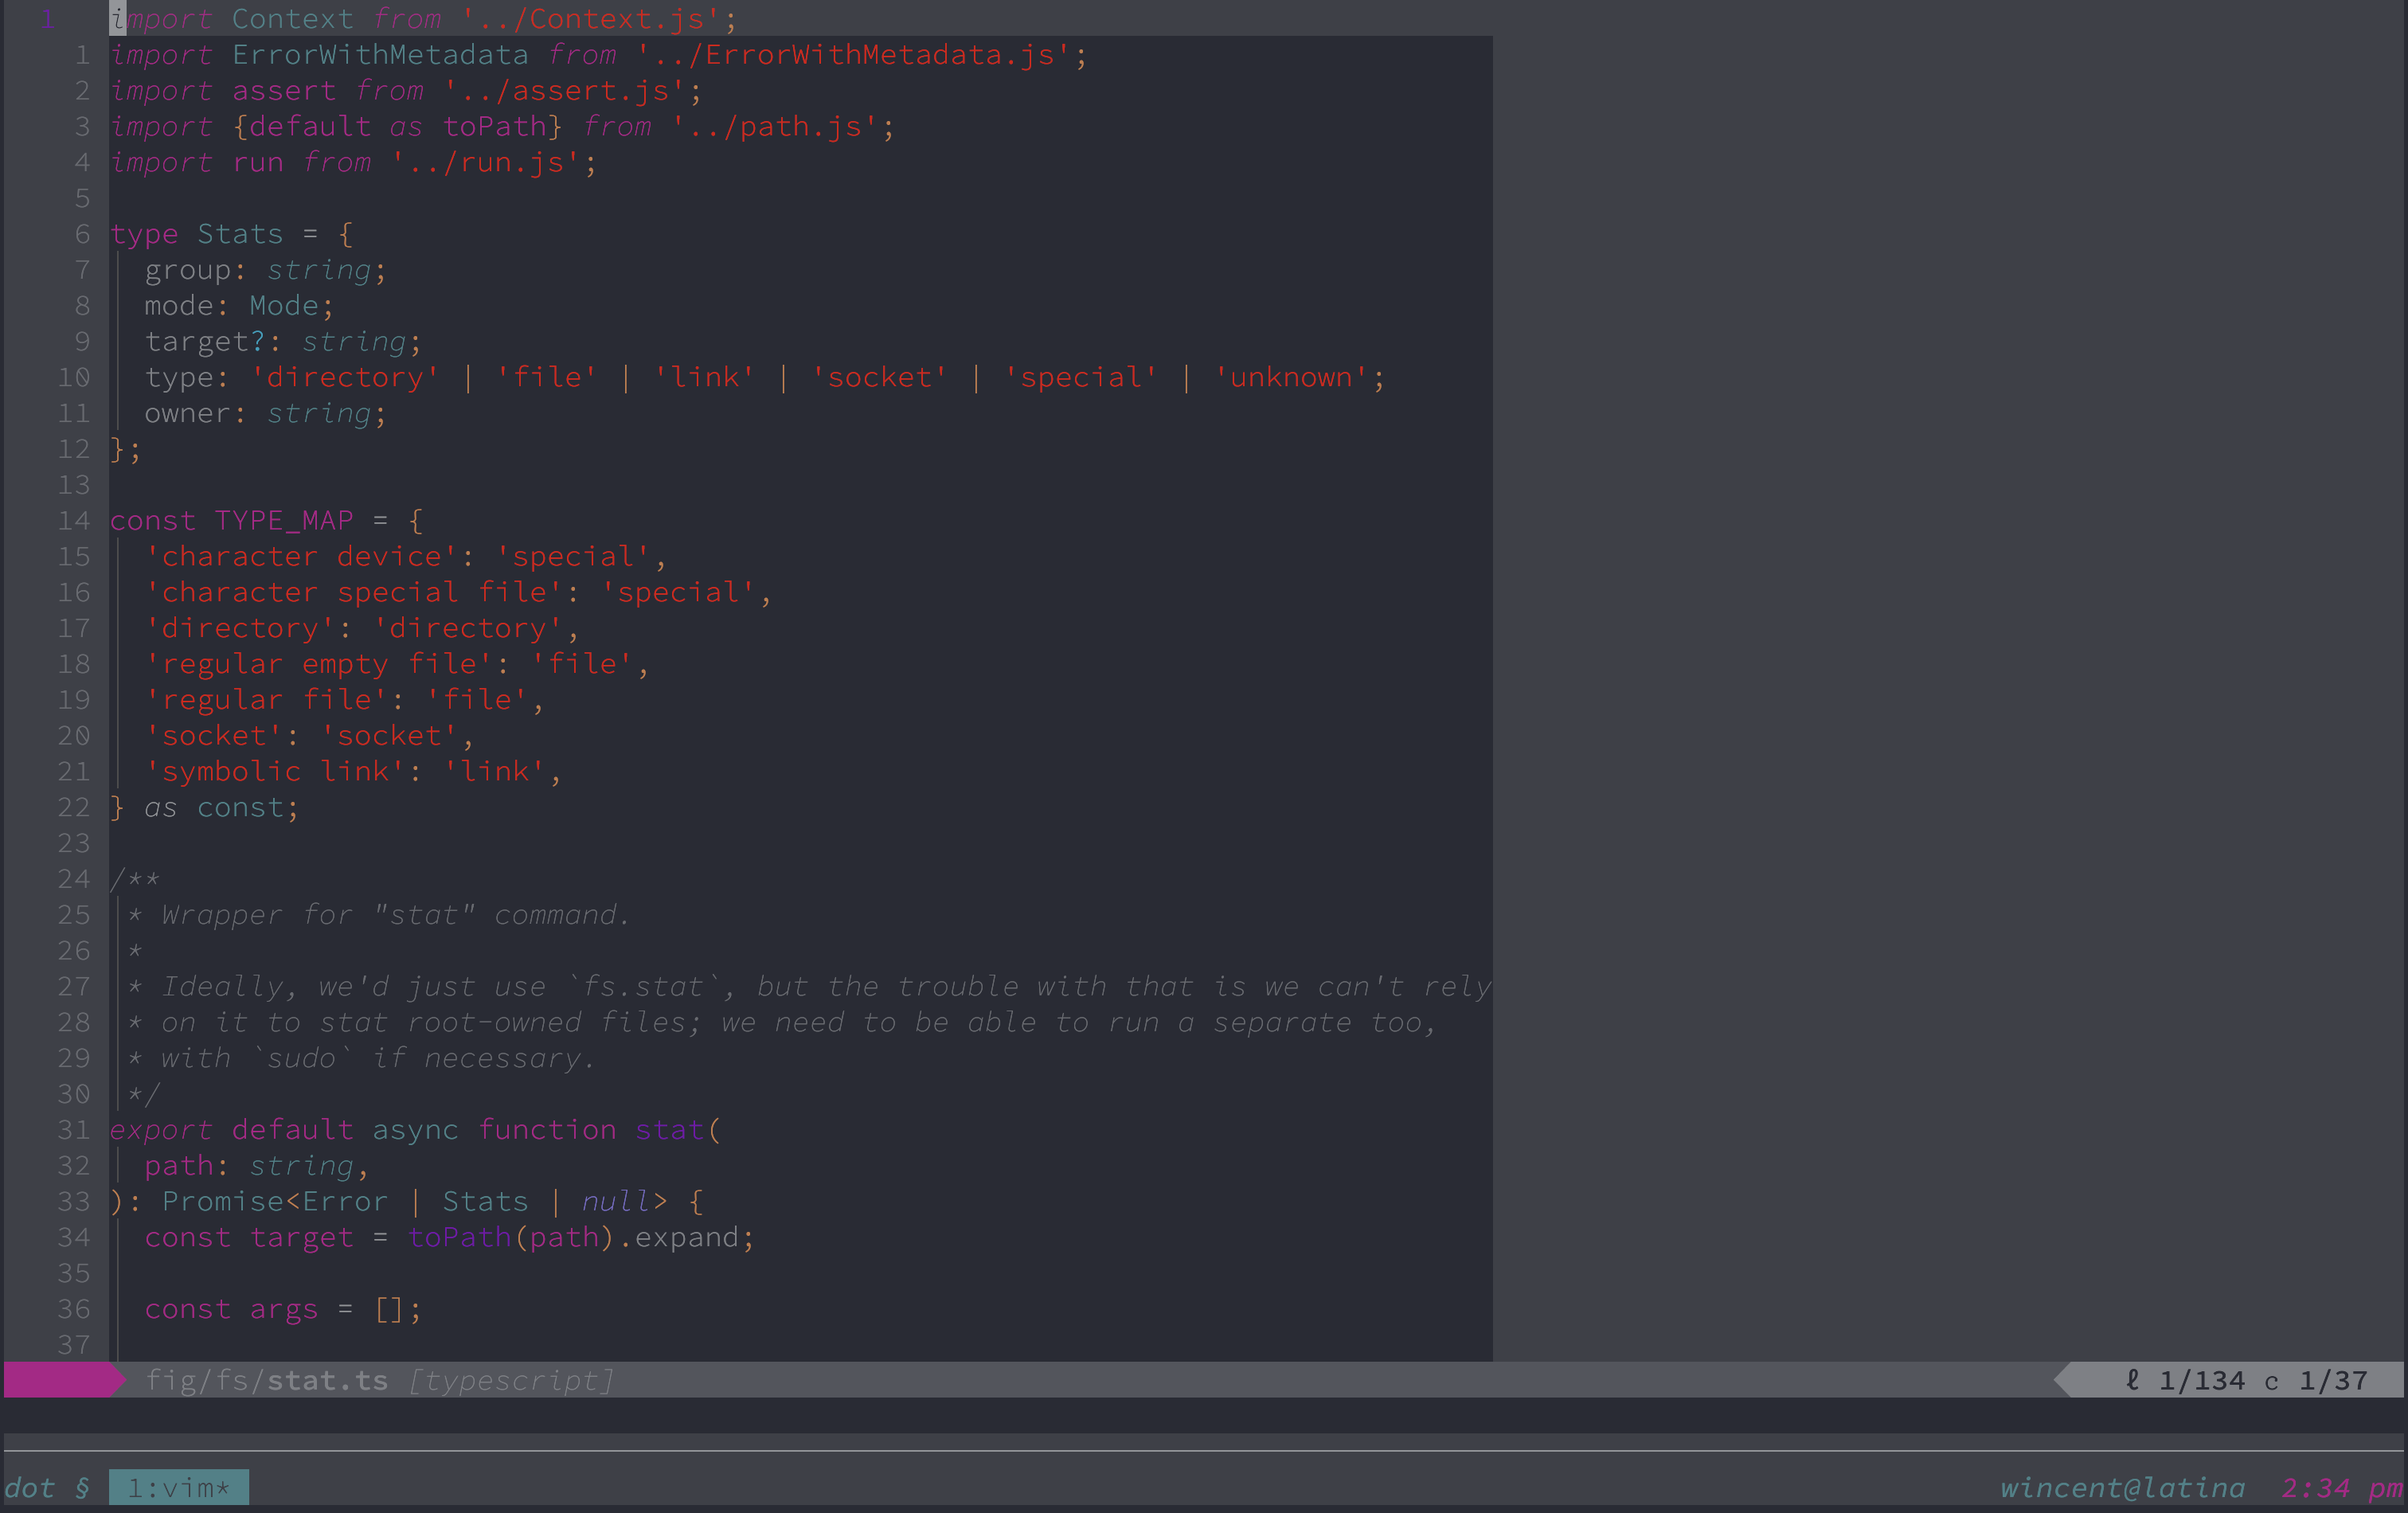 1 import Context from '../Context.js';
1 import ErrorWithMetadata from '../ErrorWithMetadata.js';
2 import assert from '../assert.js';
3 import {default as toPath} from '../path.js';
4 import run from '../run.js';
5
6 type Stats = {
7   group: string;
8   mode: Mode;
9   target?: string;
10   type: 'directory' | 'file' | 'link' | 'socket' | 'special' | 'unknown';
11   owner: string;
12 };
13
14 const TYPE_MAP = {
15   'character device': 'special',
16   'character special file': 'special',
17   'directory': 'directory',
18   'regular empty file': 'file',
19   'regular file': 'file',
20   'socket': 'socket',
21   'symbolic link': 'link',
22 } as const;
23
24 /**
25  * Wrapper for "stat" command.
26  *
27  * Ideally, we'd just use `fs.stat`, but the trouble with that is we can't rely
28  * on it to stat root-owned files; we need to be able to run a separate too,
29  * with `sudo` if necessary.
30  */
31 export default async function stat(
32   path: string,
33 ): Promise<Error | Stats | null> {
34   const target = toPath(path).expand;
35
36   const args = [];
37
fig/fs/stat.ts [typescript] ℓ 1/134 c 1/37
dot § 1:vim* wincent@latina 2:34 pm